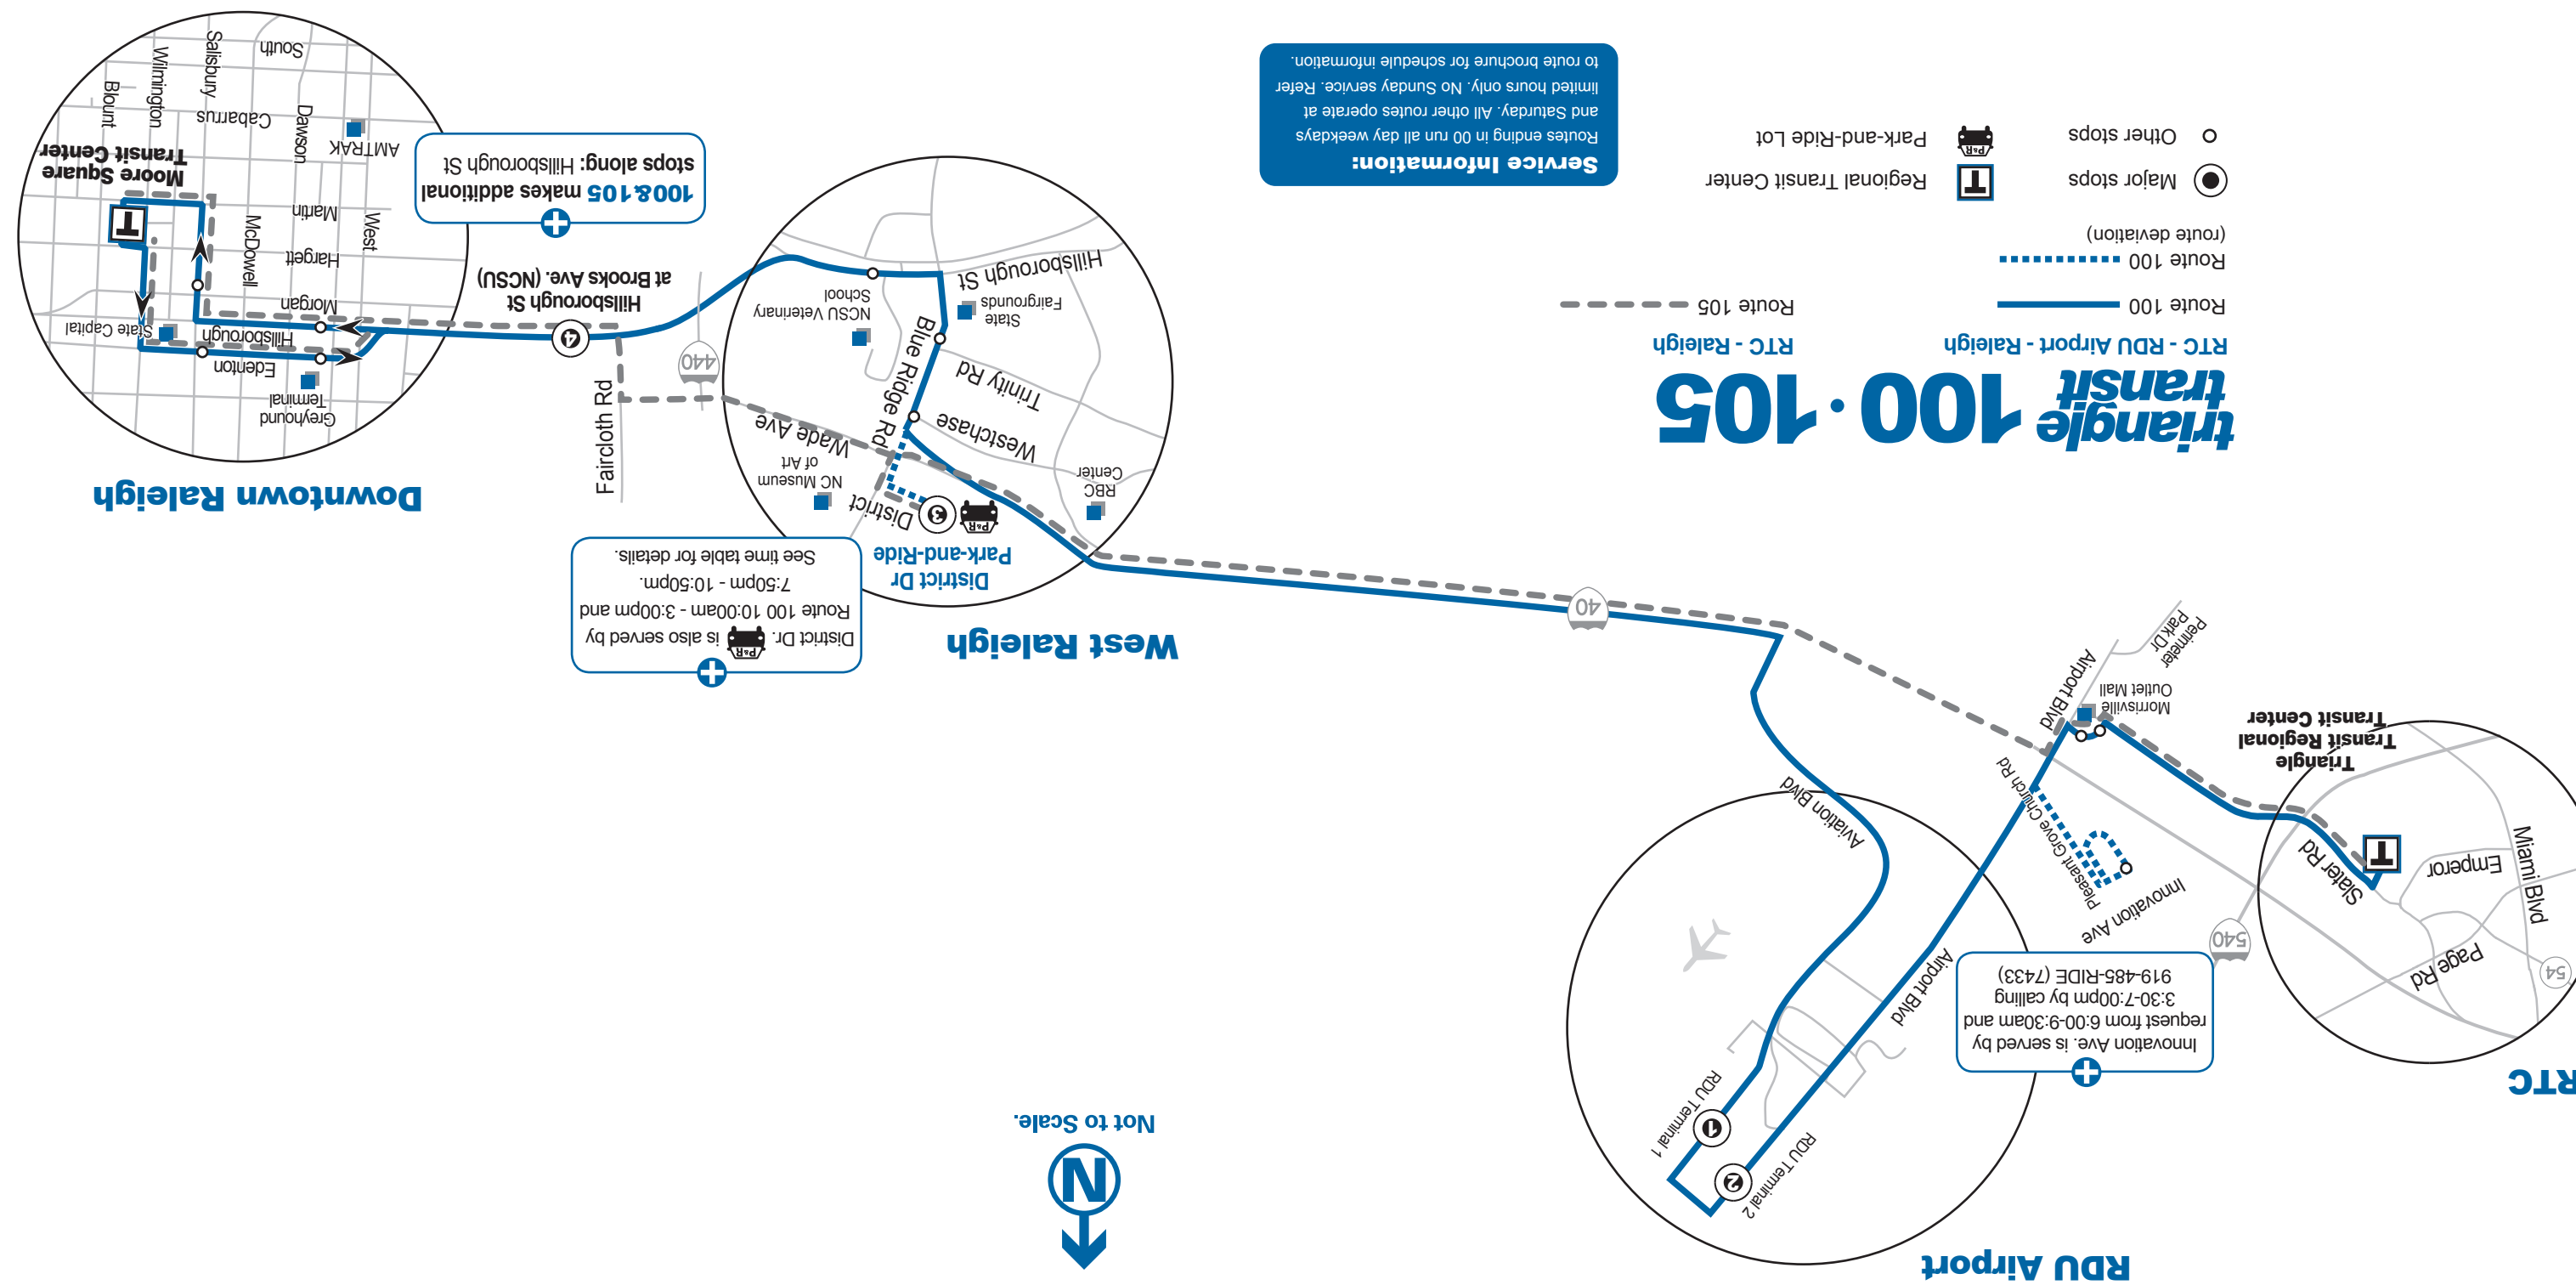 RDU Airport
RDU Terminal 2
RDU Terminal 1
Airport Blvd
Aviation Blvd
N
Not to Scale.
RTC
54
Page Rd
540
Miami Blvd
Emperor
Slater Rd
T
Triangle
Transit Regional
Transit Center
Innovation Ave. is served by
request from 6:00-9:30am and
3:30-7:00pm by calling
919-485-RIDE (7433)
Innovation Ave
Pleasant Grove Church Rd
Morrisville
Outlet Mall
Airport Blvd
Perimeter
Park Dr
40
1
2
West Raleigh
District Dr
Park-and-Ride
P&R
3
District
RBC
Center
NC Museum
of Art
Wade Ave
Westchase
Trinity Rd
Blue Ridge Rd
State
Fairgrounds
NCSU Veterinary
School
Hillsborough St
District Dr. P&R is also served by
Route 100 10:00am - 3:00pm and
7:50pm - 10:50pm.
See time table for details.
Faircloth Rd
440
4
Hillsborough St
at Brooks Ave. (NCSU)
100&105 makes additional
stops along: Hillsborough St
Downtown Raleigh
Greyhound
Terminal
Edenton
Hillsborough
State Capital
Morgan
Hargett
Martin
West
McDowell
T
Moore Square
Transit Center
AMTRAK
Dawson
Cabarrus
Blount
Wilmington
Salisbury
South
triangle
transit
100·105
RTC - RDU Airport - Raleigh
RTC - Raleigh
Route 100
Route 105
Route 100
(route deviation)
Major stops
Other stops
T
Regional Transit Center
P&R
Park-and-Ride Lot
Service Information:
Routes ending in 00 run all day weekdays
and Saturday. All other routes operate at
limited hours only. No Sunday service. Refer
to route brochure for schedule information.